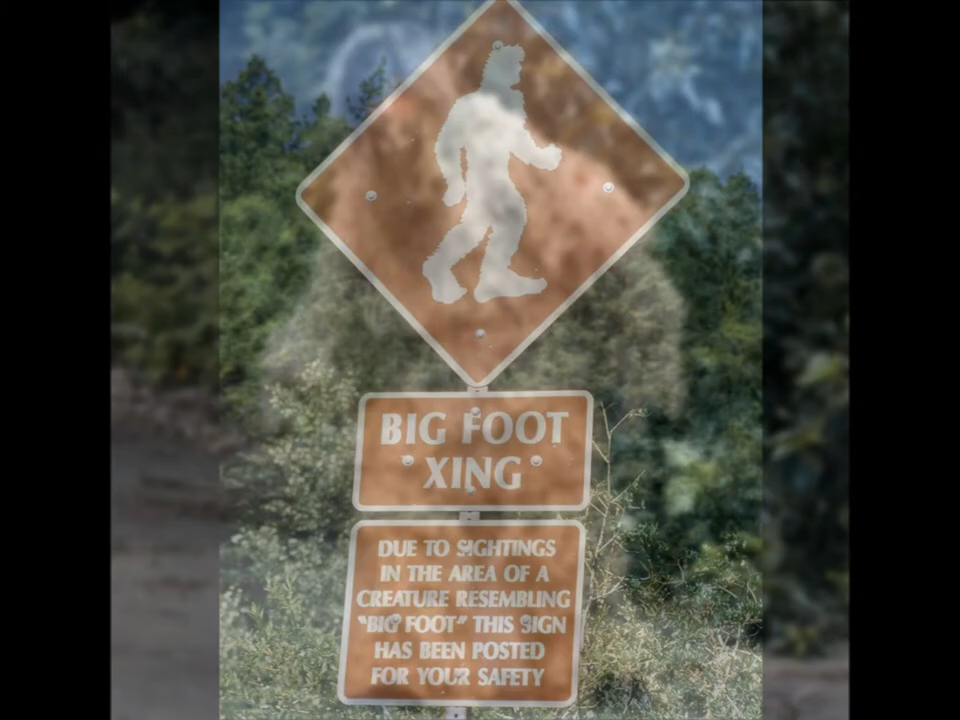 BIG FOOT
XING
DUE TO SIGHTINGS
IN THE AREA OF A
CREATURE RESEMBLING
"BIG FOOT" THIS SIGN
HAS BEEN POSTED
FOR YOUR SAFETY